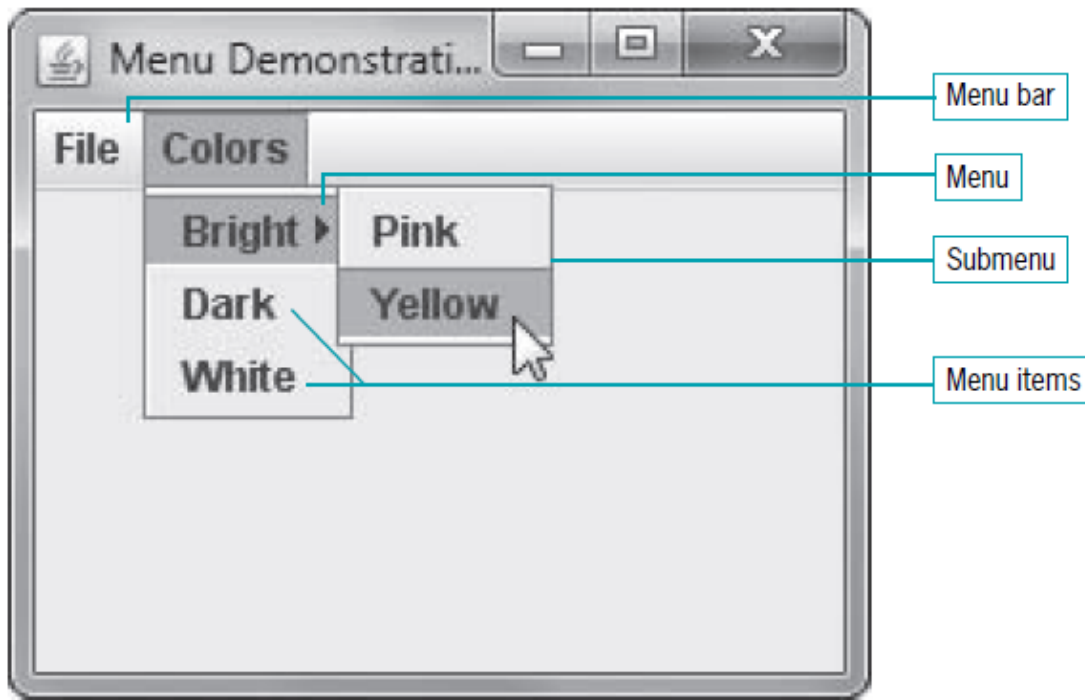 Menu Demonstrati...
Menu bar
File Colors
Menu
Bright Pink
Submenu
Dark Yellow
White
Menu items